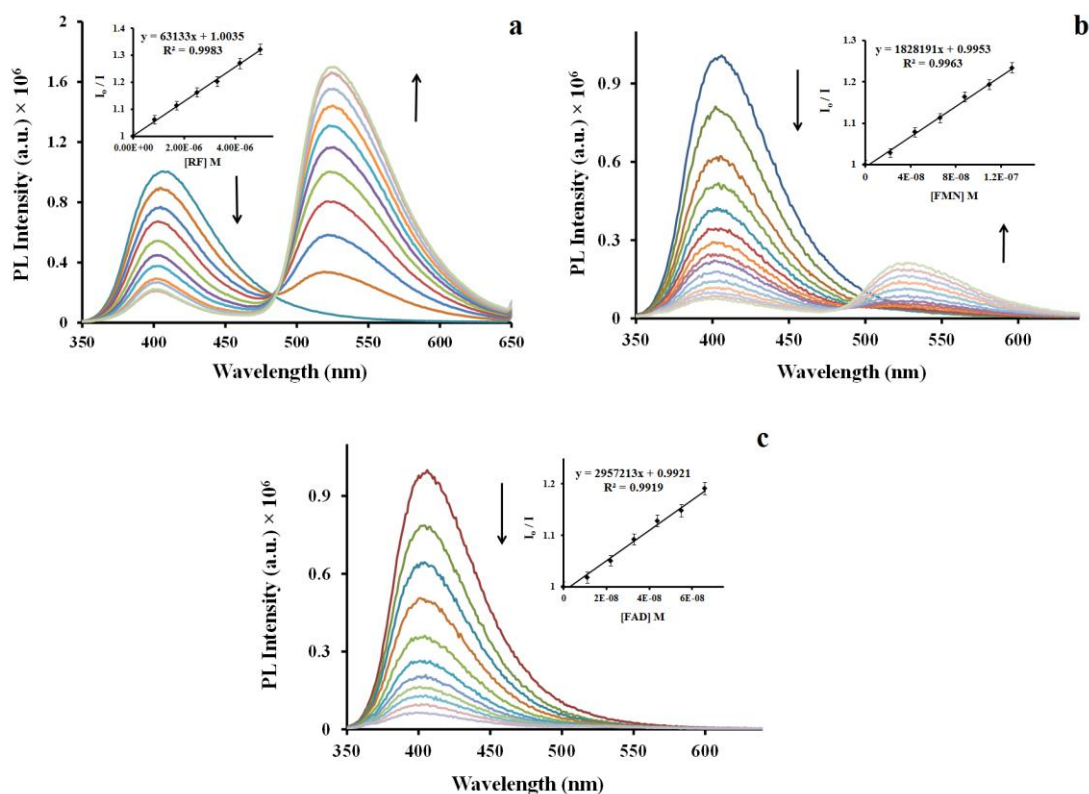 a
y = 63133x + 1.0035
R² = 0.9983
I₀ / I
1.4
1.3
1.2
1.1
1
0.00E+00 2.00E-06 4.00E-06
[RF] M
PL Intensity (a.u.) × 10⁶
2
1.6
1.2
0.8
0.4
0
350 400 450 500 550 600 650
Wavelength (nm)
b
y = 1828191x + 0.9953
R² = 0.9963
I₀ / I
1.3
1.2
1.1
1
0 4E-08 8E-08 1.2E-07
[FMN] M
PL Intensity (a.u.) × 10⁶
0.9
0.6
0.3
0
350 400 450 500 550 600
Wavelength (nm)
c
y = 2957213x + 0.9921
R² = 0.9919
I₀ / I
1.2
1.1
1
0 2E-08 4E-08 6E-08
[FAD] M
PL Intensity (a.u.) × 10⁶
0.9
0.6
0.3
0
350 400 450 500 550 600
Wavelength (nm)